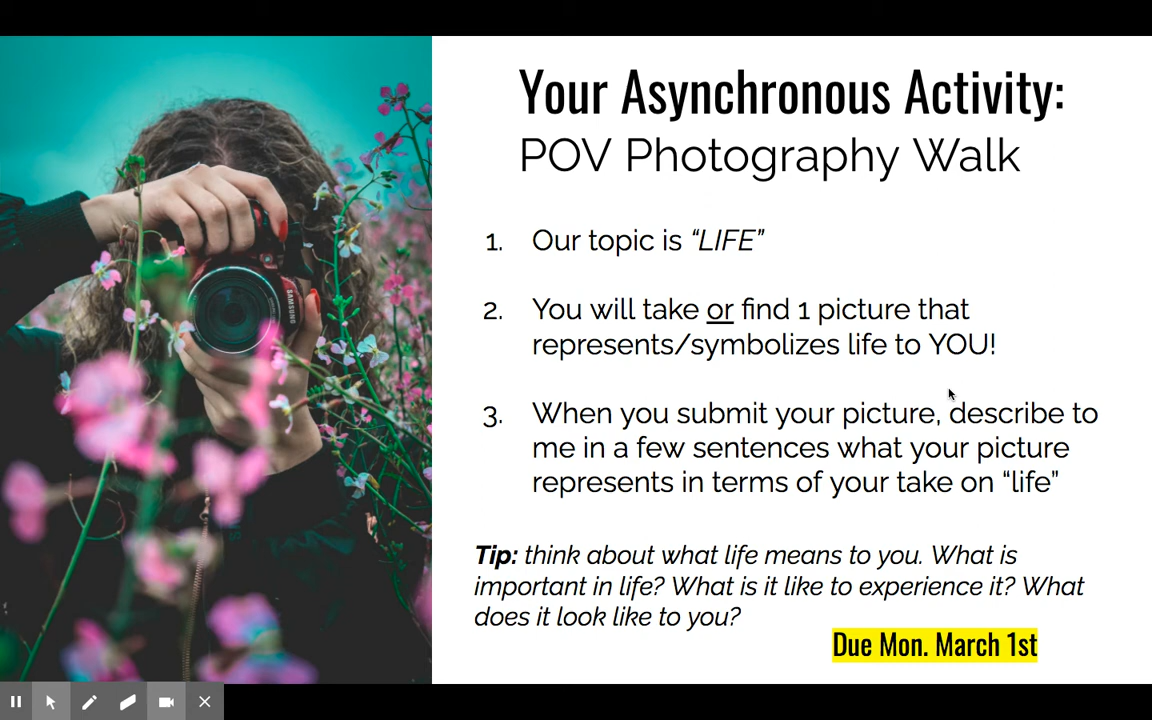 Your Asynchronous Activity:
POV Photography Walk
1. Our topic is “LIFE”
2. You will take or find 1 picture that
represents/symbolizes life to YOU!
3. When you submit your picture, describe to
me in a few sentences what your picture
represents in terms of your take on “life”
Tip: think about what life means to you. What is
important in life? What is it like to experience it? What
does it look like to you?
Due Mon. March 1st
SAMSUNG